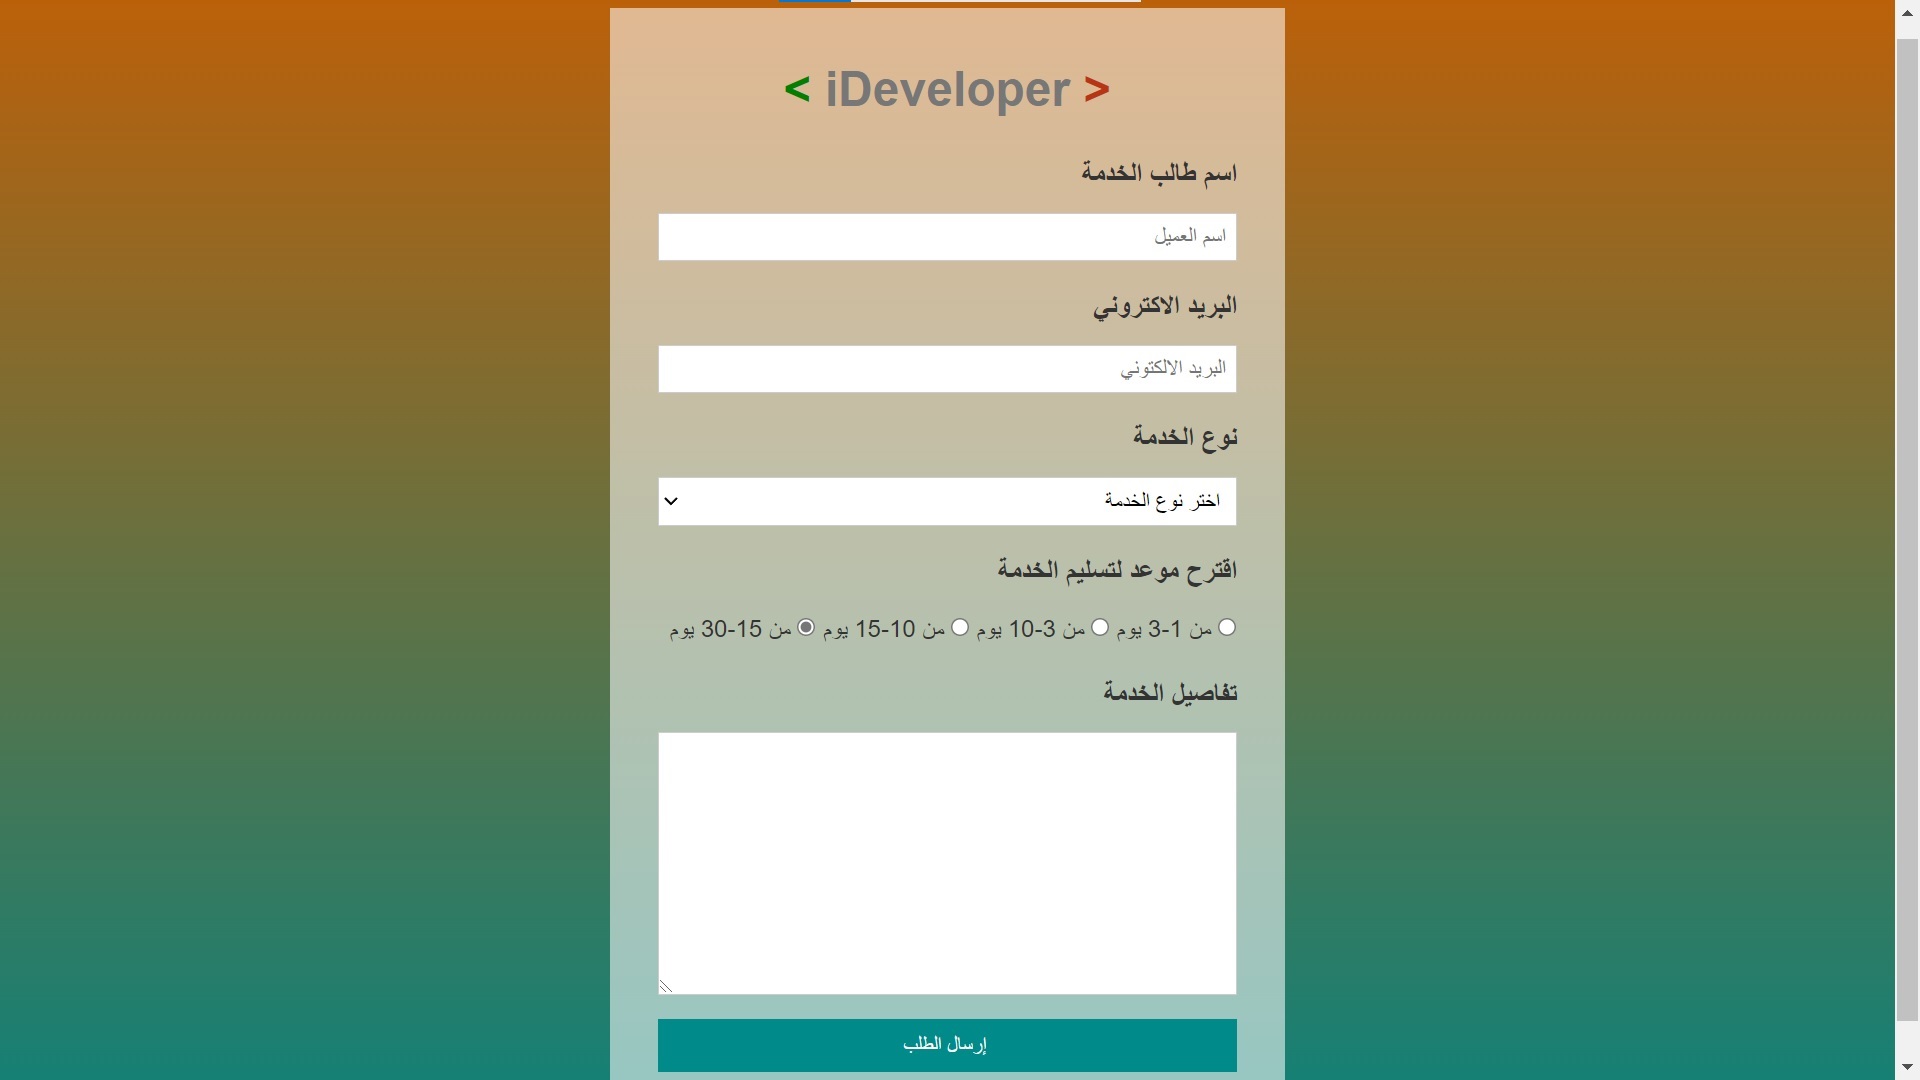 < iDeveloper >
اسم طالب الخدمة
اسم العميل
البريد الاكتروني
البريد الالكتوني
نوع الخدمة
اختر نوع الخدمة
اقترح موعد لتسليم الخدمة
من 1-3 يوم من 3-10 يوم من 10-15 يوم من 15-30 يوم
تفاصيل الخدمة
إرسال الطلب